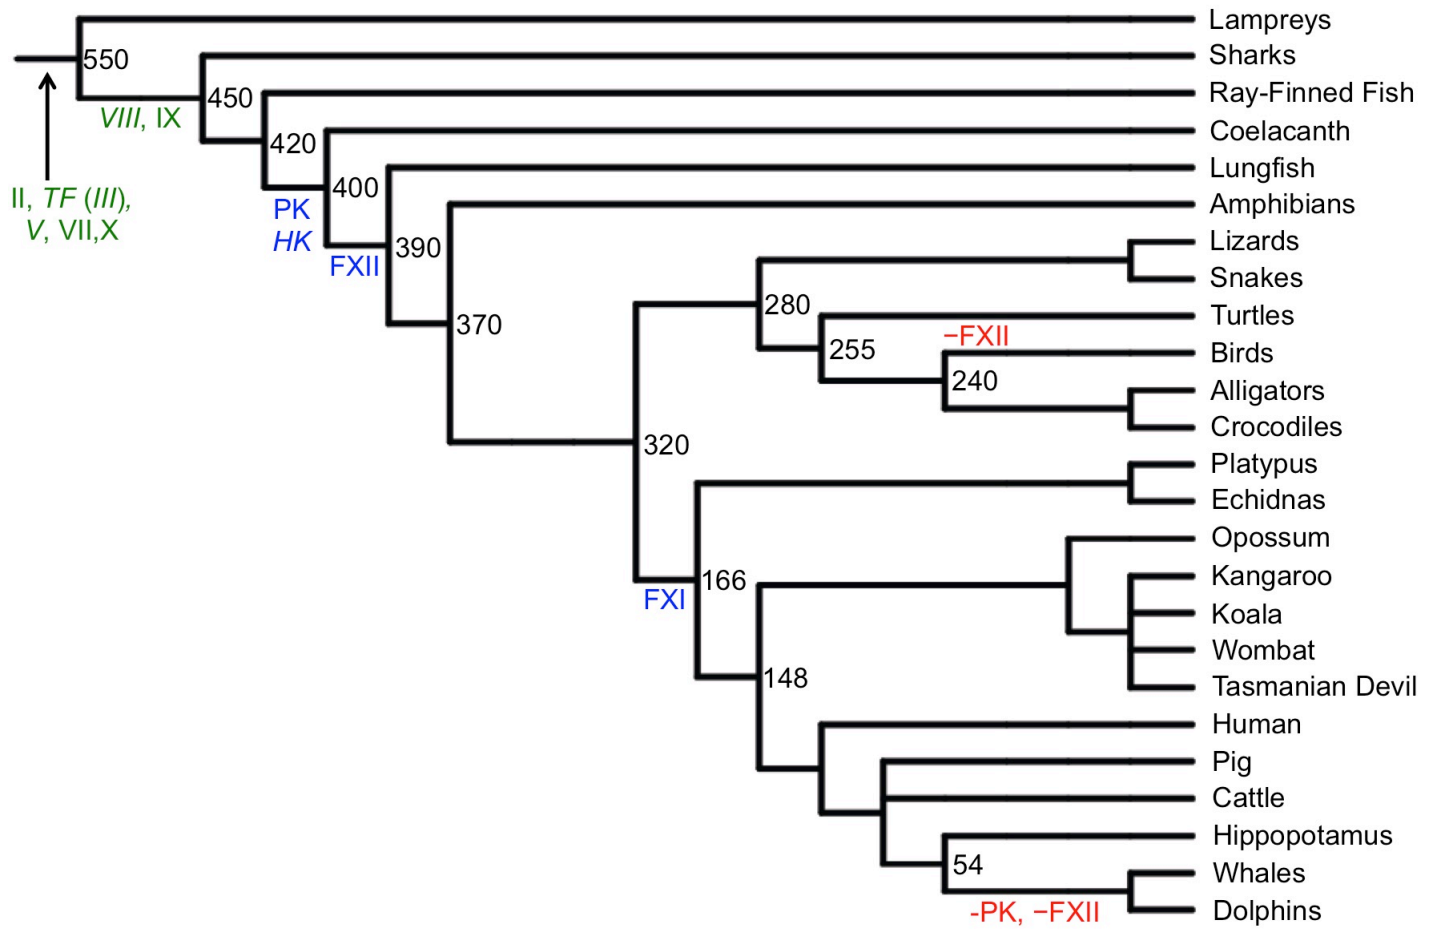 Lampreys
550
Sharks
VIII, IX
450
Ray-Finned Fish
420
Coelacanth
II, TF (III),
V, VII,X
400
Lungfish
PK
HK
FXII
390
Amphibians
370
Lizards
Snakes
280
Turtles
255
−FXII
Birds
240
Alligators
Crocodiles
320
Platypus
Echidnas
FXI
166
Opossum
Kangaroo
Koala
Wombat
Tasmanian Devil
148
Human
Pig
Cattle
Hippopotamus
54
Whales
-PK, −FXII
Dolphins